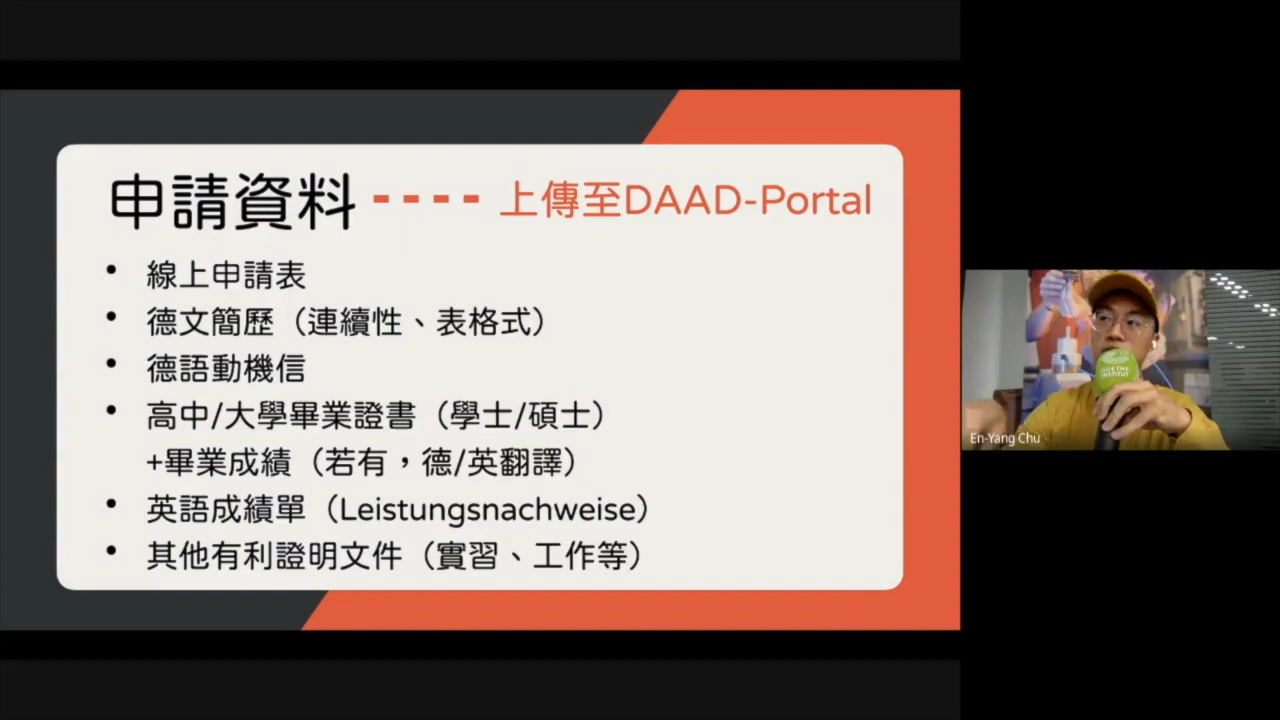 申請資料 ---- 上傳至DAAD-Portal
• 線上申請表
• 德文簡歷（連續性、表格式）
• 德語動機信
• 高中/大學畢業證書（學士/碩士）
+畢業成績（若有，德/英翻譯）
• 英語成績單（Leistungsnachweise）
• 其他有利證明文件（實習、工作等）
GOETHE
INSTITUT
En-Yang Chu